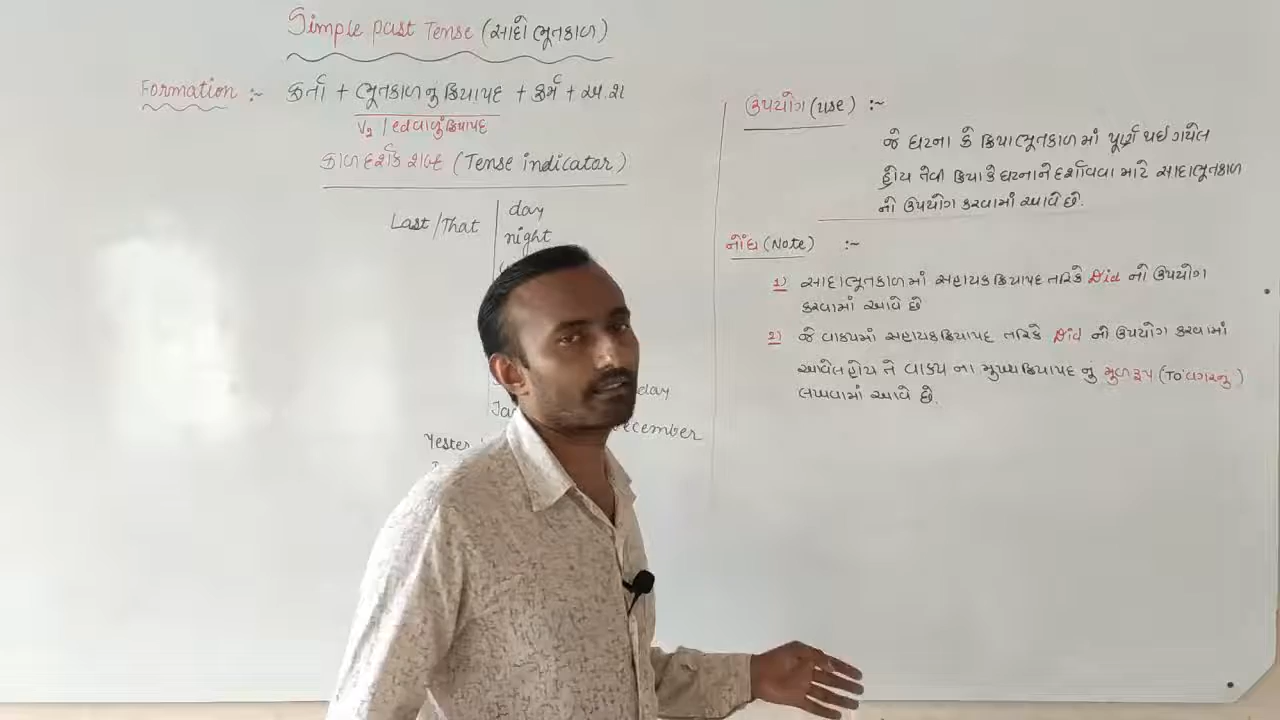 Simple past Tense (સાદો ભૂતકાળ)
Formation :- કર્તા + ભૂતકાળનું ક્રિયાપદ + કર્મ + અ.શ
V2 / ed વાળું ક્રિયાપદ
કાળ દર્શક શબ્દ (Tense indicator)
Last/That
day
night
day
December
Yester
ઉપયોગ (use) :-
જે ઘટના કે ક્રિયા ભૂતકાળ માં પૂર્ણ થઇ ગયેલ
હોય તેવી ક્રિયા કે ઘટના ને દર્શાવવા માટે સાદા ભૂતકાળ
નો ઉપયોગ કરવામાં આવે છે.
નોંધ (Note) :-
1) સાદા ભૂતકાળ માં સહાયક ક્રિયાપદ તરિકે Did નો ઉપયોગ
કરવામાં આવે છે
2) જે વાક્યમાં સહાયક ક્રિયાપદ તરિકે Did નો ઉપયોગ કરવામાં
આવેલ હોય તે વાક્ય ના મુખ્ય ક્રિયાપદ નું મુળ રૂપ (To વગરનું)
લખવામાં આવે છે.